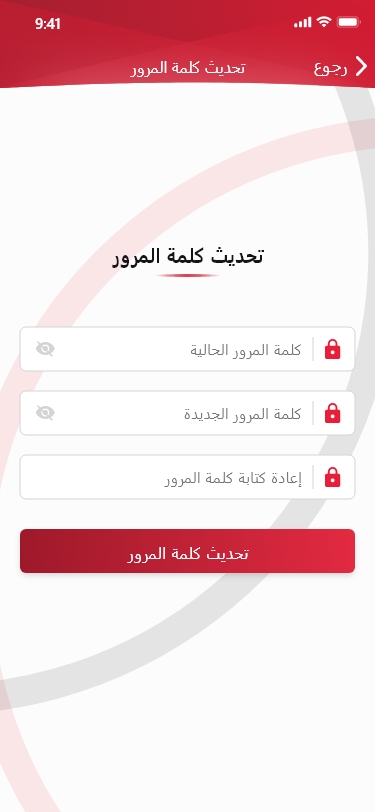 9:41
رجوع
تحديث كلمة المرور
تحديث كلمة المرور
كلمة المرور الحالية
كلمة المرور الجديدة
إعادة كتابة كلمة المرور
تحديث كلمة المرور